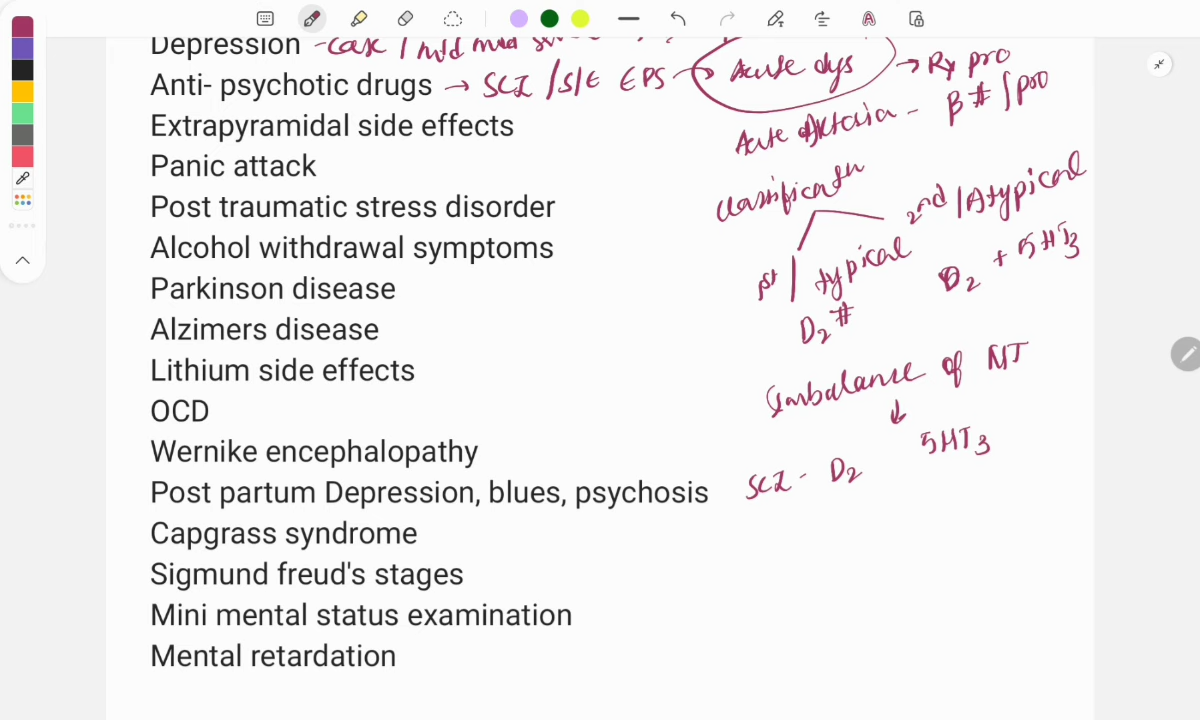 Depression - case / mild mod
Anti- psychotic drugs → SCZ / S/E EPS → Acute dys → Rx pro
Acute - β # / pro
Extrapyramidal side effects
Panic attack
classification
Post traumatic stress disorder
2nd / Atypical
Alcohol withdrawal symptoms
1st / typical
D2 + 5HT3
Parkinson disease
D2 #
Alzimers disease
Imbalance of NT
Lithium side effects
OCD
↓
5HT3
Wernike encephalopathy
SCZ - D2
Post partum Depression, blues, psychosis
Capgrass syndrome
Sigmund freud's stages
Mini mental status examination
Mental retardation